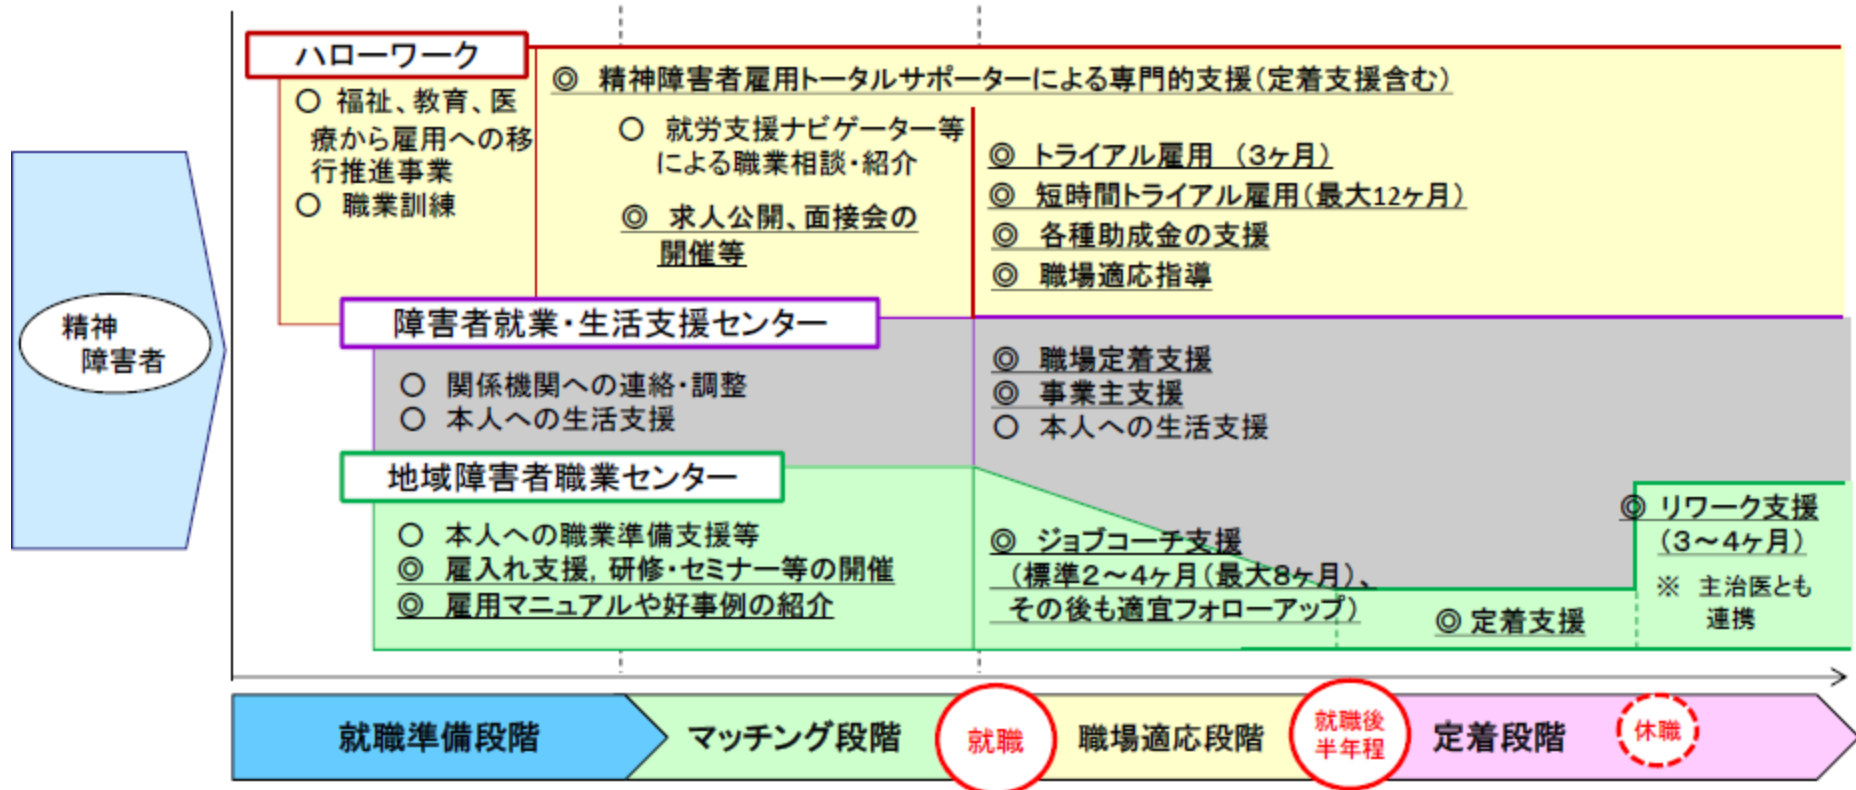 ハローワーク
○ 福祉、教育、医
療から雇用への移
行推進事業
○ 職業訓練
◎ 精神障害者雇用トータルサポーターによる専門的支援(定着支援含む)
○ 就労支援ナビゲーター等
による職業相談・紹介
◎ 求人公開、面接会の
開催等
◎ トライアル雇用 (3ヶ月)
◎ 短時間トライアル雇用(最大12ヶ月)
◎ 各種助成金の支援
◎ 職場適応指導
精神
障害者
障害者就業・生活支援センター
○ 関係機関への連絡・調整
○ 本人への生活支援
◎ 職場定着支援
◎ 事業主支援
○ 本人への生活支援
地域障害者職業センター
○ 本人への職業準備支援等
◎ 雇入れ支援,研修・セミナー等の開催
◎ 雇用マニュアルや好事例の紹介
◎ ジョブコーチ支援
(標準2~4ヶ月(最大8ヶ月)、
その後も適宜フォローアップ)
◎ 定着支援
◎ リワーク支援
(3~4ヶ月)
※ 主治医とも
連携
就職準備段階
マッチング段階
就職
職場適応段階
就職後
半年程
定着段階
休職